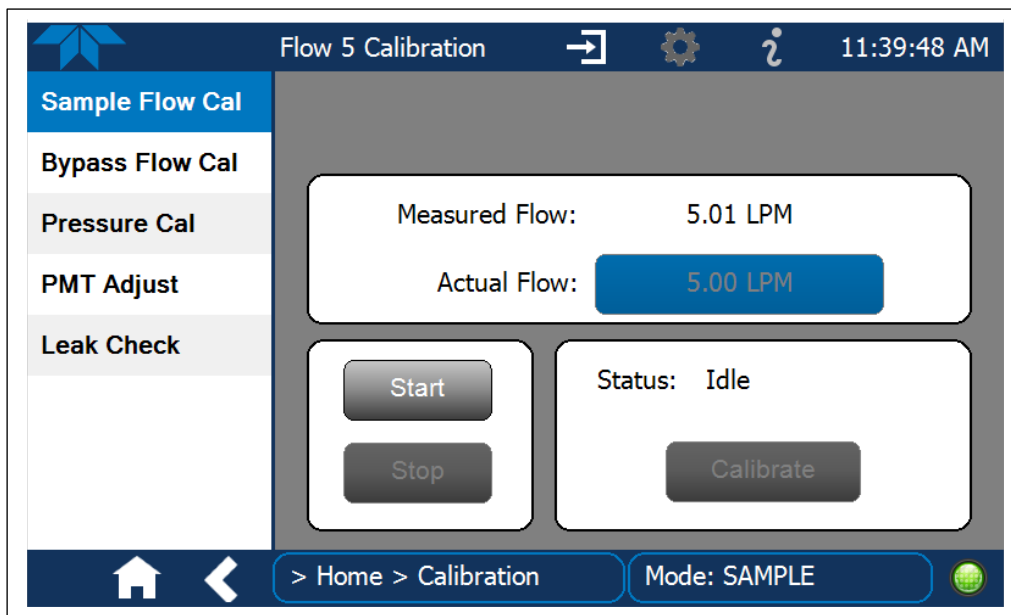 Flow 5 Calibration
11:39:48 AM
Sample Flow Cal
Bypass Flow Cal
Pressure Cal
PMT Adjust
Leak Check
Measured Flow: 5.01 LPM
Actual Flow: 5.00 LPM
Start
Stop
Status: Idle
Calibrate
> Home > Calibration
Mode: SAMPLE